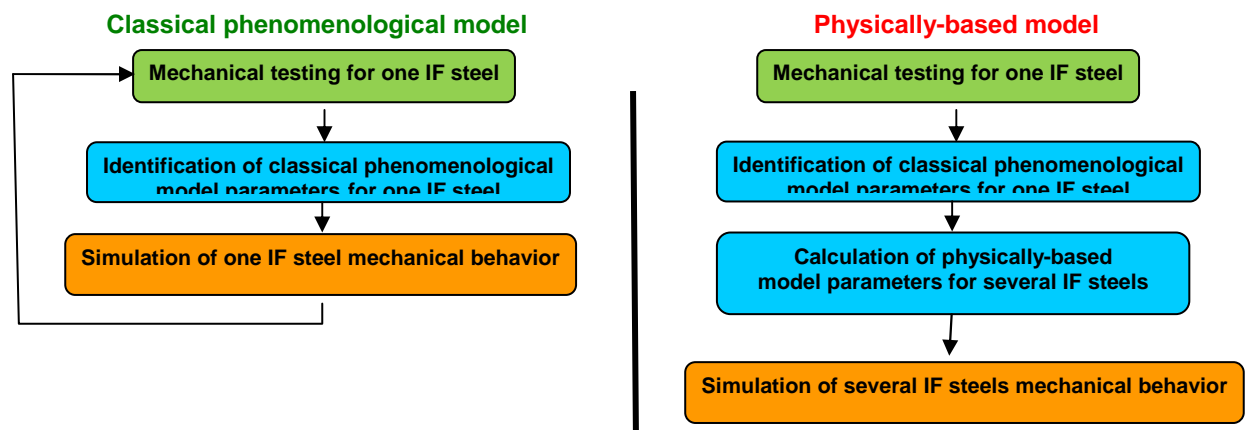 Classical phenomenological model
Mechanical testing for one IF steel
Identification of classical phenomenological
model parameters for one IF steel
Simulation of one IF steel mechanical behavior
Physically-based model
Mechanical testing for one IF steel
Identification of classical phenomenological
model parameters for one IF steel
Calculation of physically-based
model parameters for several IF steels
Simulation of several IF steels mechanical behavior